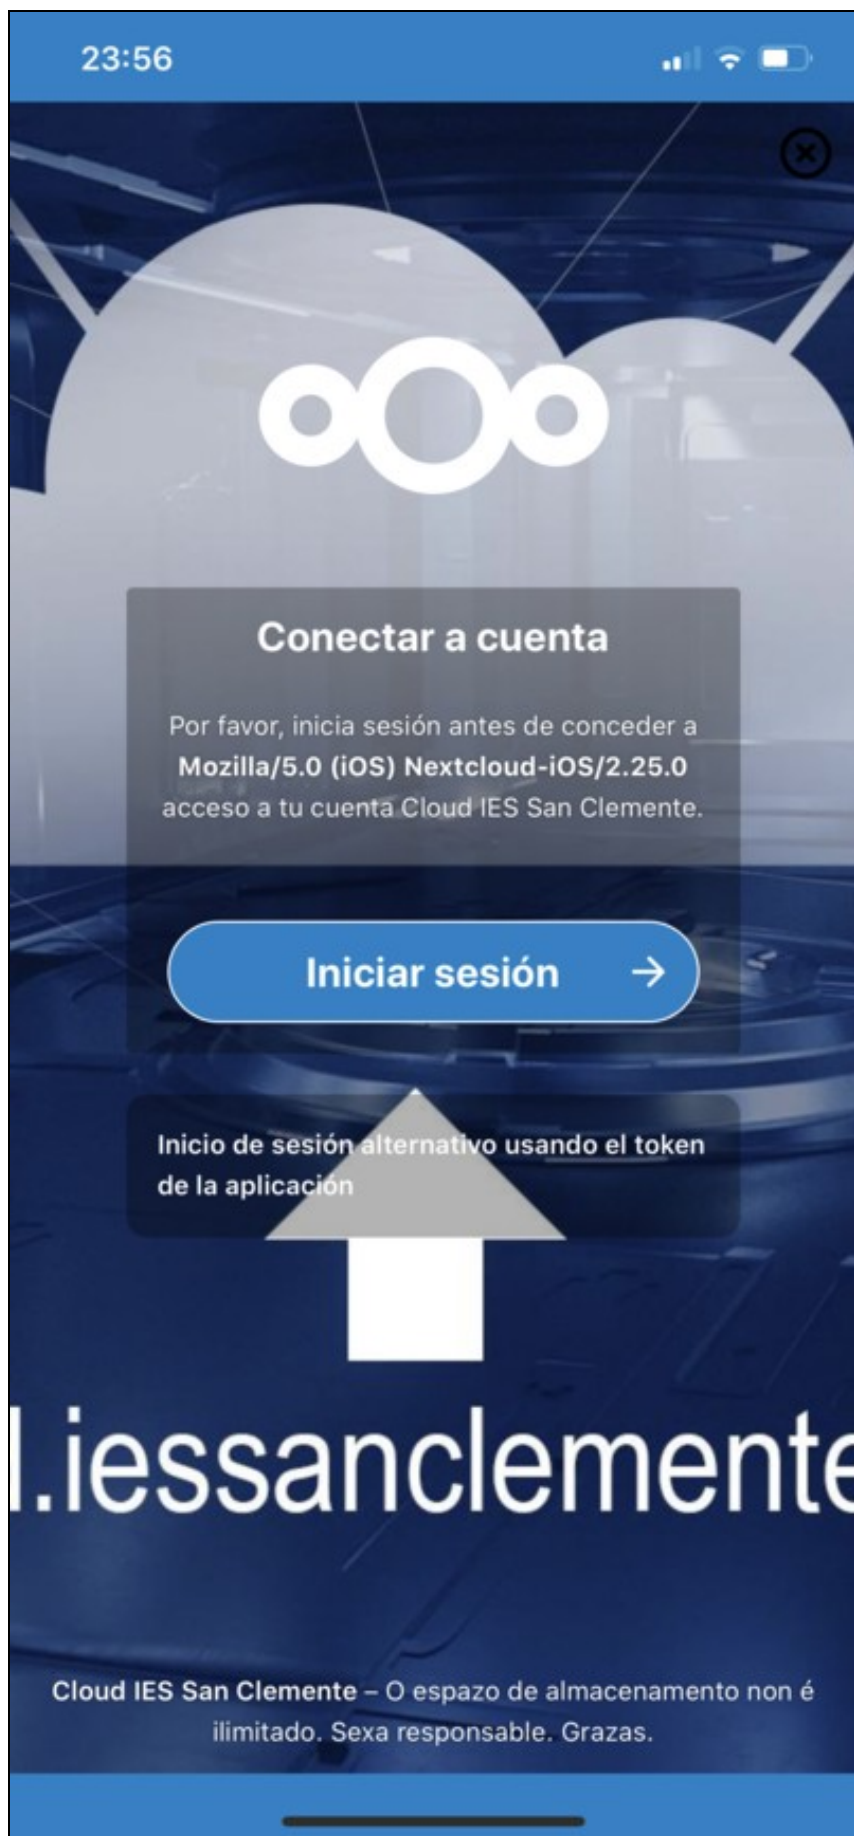 23:56
Conectar a cuenta
Por favor, inicia sesión antes de conceder a
Mozilla/5.0 (iOS) Nextcloud-iOS/2.25.0
acceso a tu cuenta Cloud IES San Clemente.
Iniciar sesión
Inicio de sesión alternativo usando el token
de la aplicación
.iessanclemente
Cloud IES San Clemente – O espazo de almacenamento non é
ilimitado. Sexa responsable. Grazas.